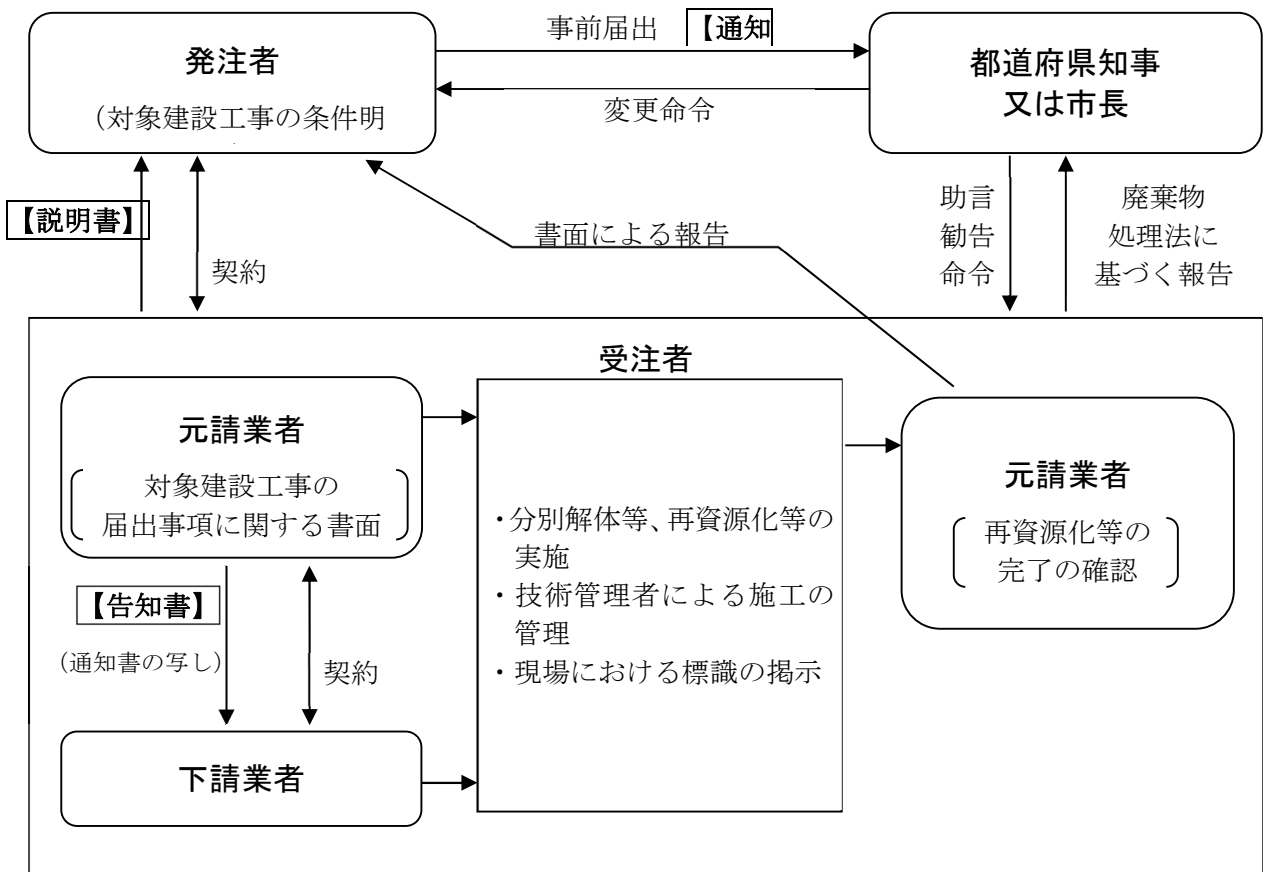 事前届出 【通知
発注者
(対象建設工事の条件明
都道府県知事
又は市長
変更命令
【説明書】
契約
書面による報告
助言
勧告
命令
廃棄物
処理法に
基づく報告
受注者
元請業者
対象建設工事の
届出事項に関する書面
【告知書】
(通知書の写し)
契約
下請業者
・分別解体等、再資源化等の
実施
・技術管理者による施工の
管理
・現場における標識の掲示
元請業者
再資源化等の
完了の確認